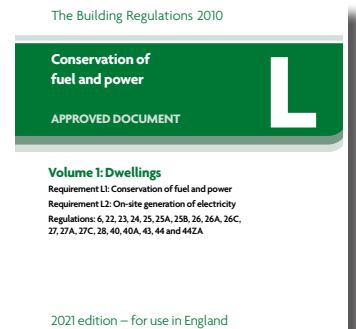 The Building Regulations 2010
Conservation of
fuel and power
APPROVED DOCUMENT
L
Volume 1: Dwellings
Requirement L1: Conservation of fuel and power
Requirement L2: On-site generation of electricity
Regulations: 6, 22, 23, 24, 25, 25A, 25B, 26, 26A, 26C,
27, 27A, 27C, 28, 40, 40A, 43, 44 and 44ZA
2021 edition – for use in England